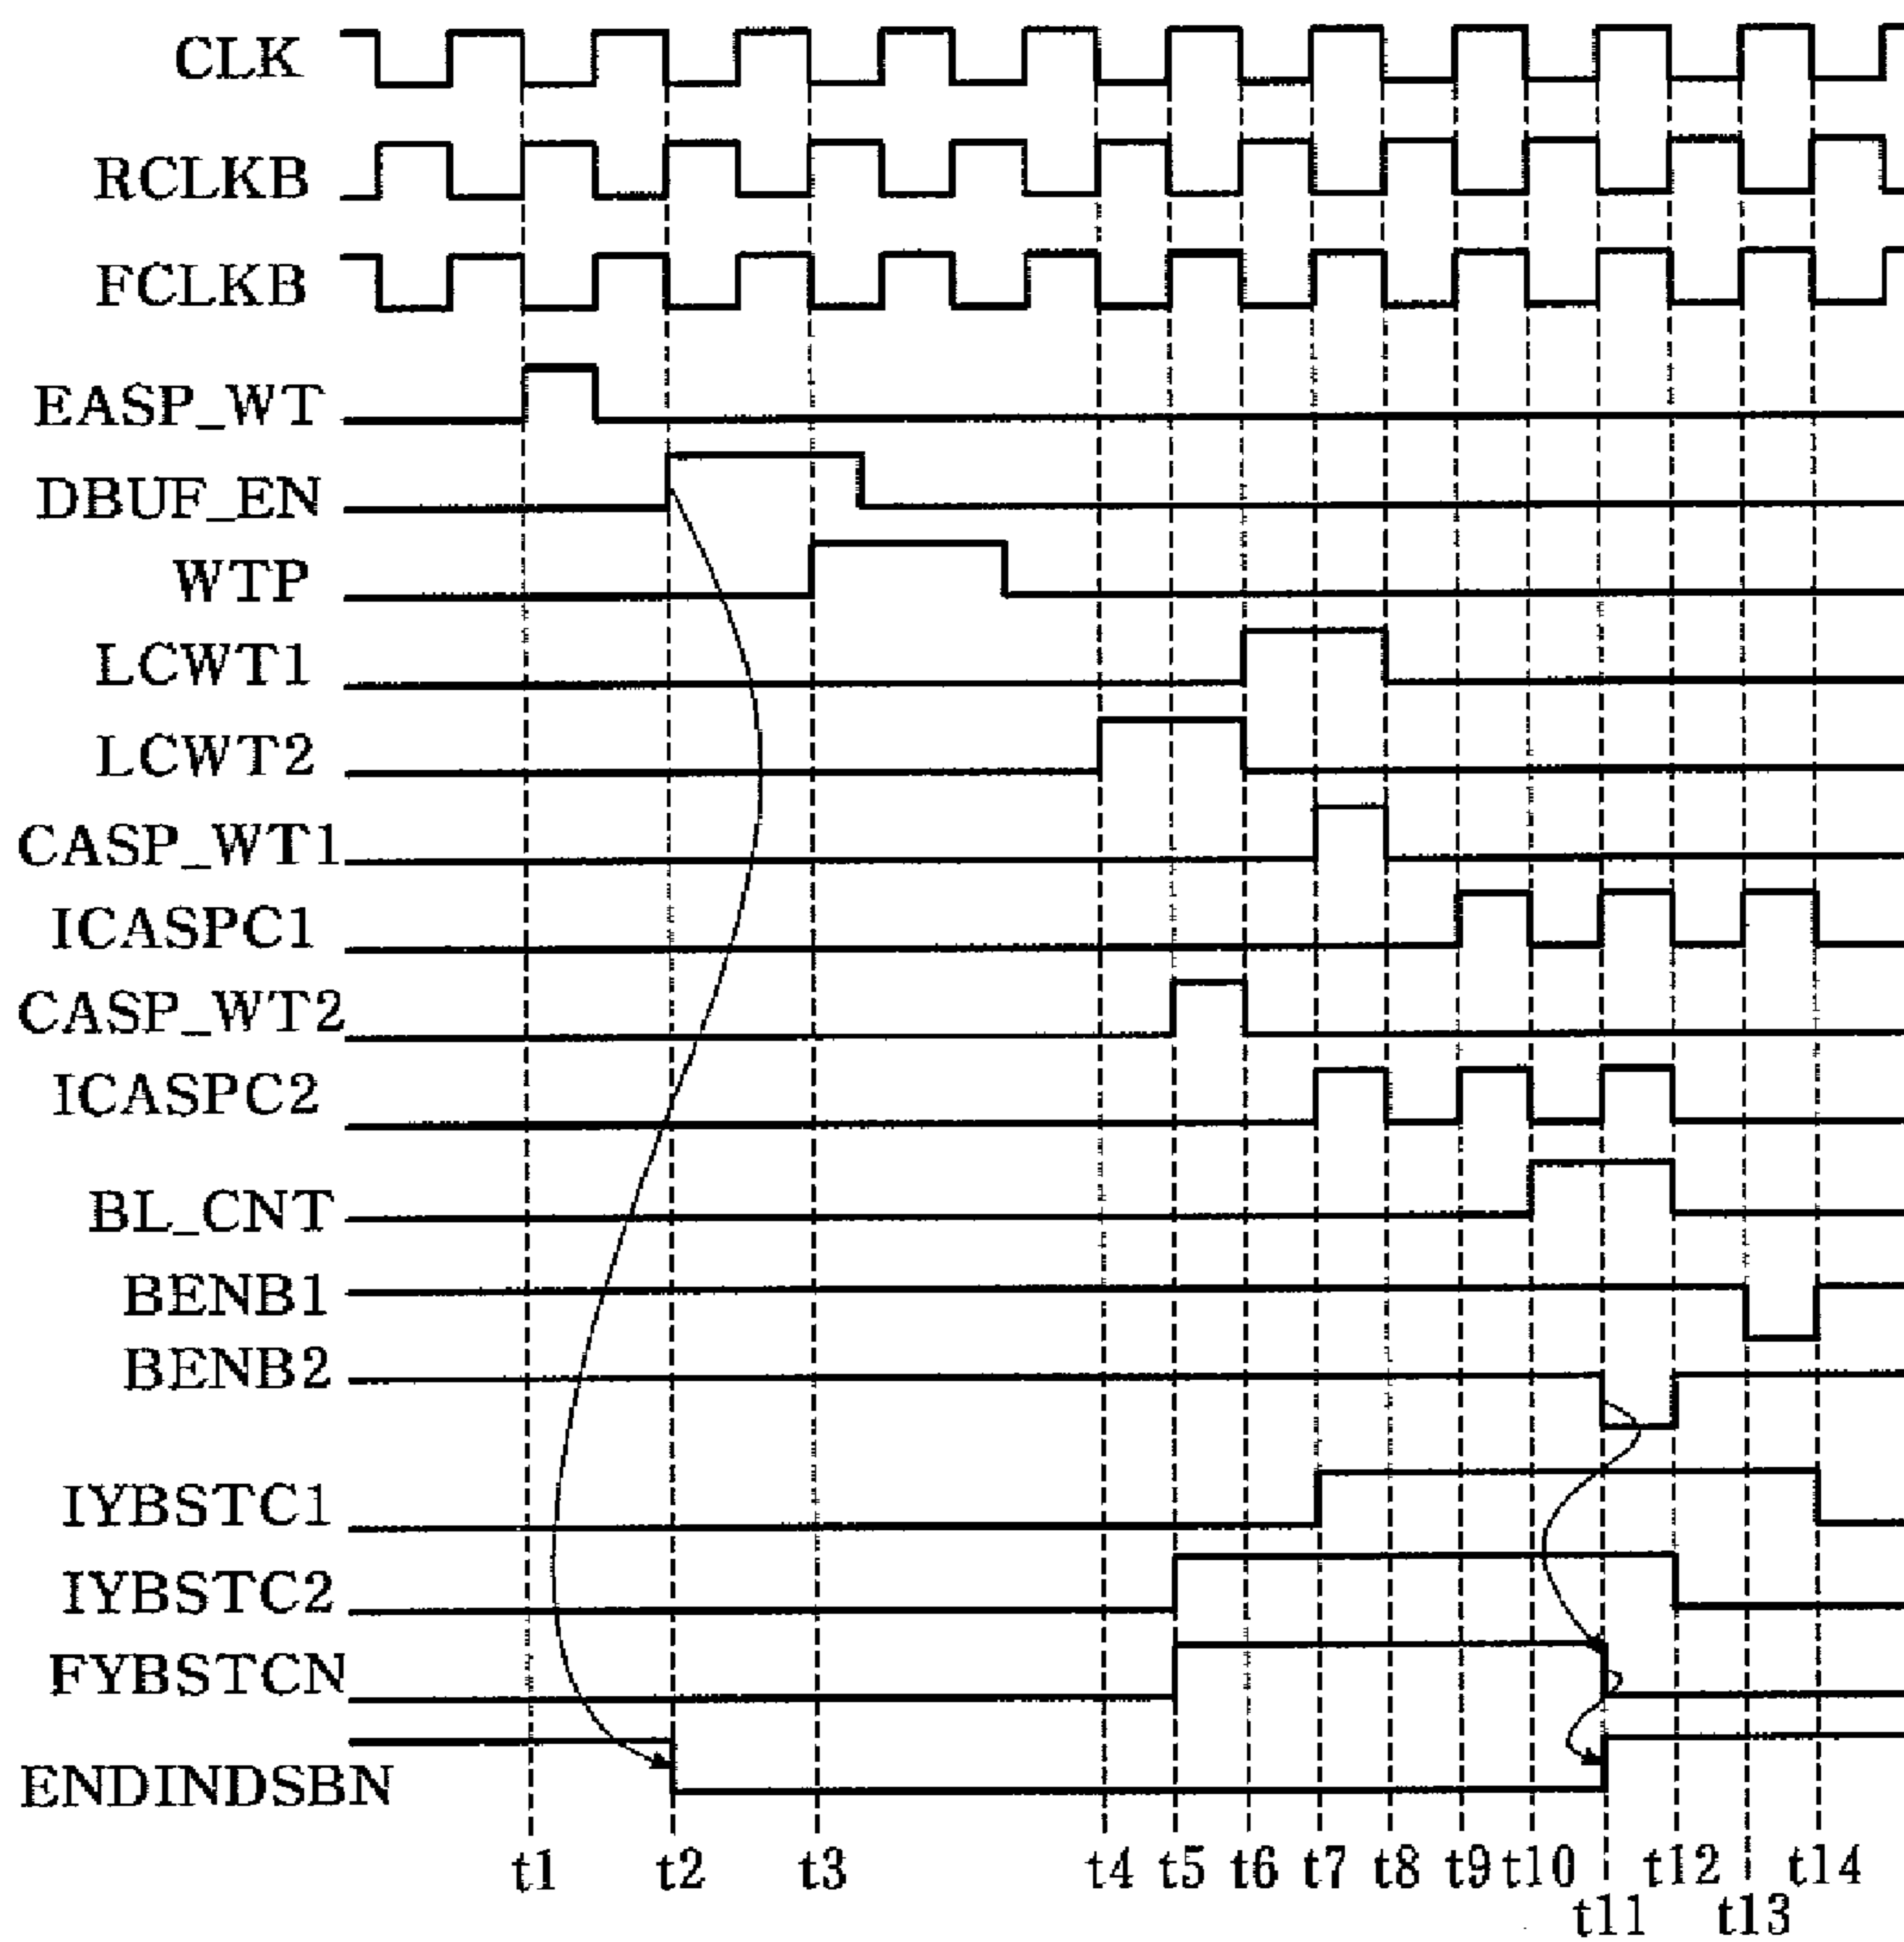 CLK
RCLKB
FCLKB
EASP_WT
DBUF_EN
WTP
LCWT1
LCWT2
CASP_WT1
ICASPC1
CASP_WT2
ICASPC2
BL_CNT
BENB1
BENB2
IYBSTC1
IYBSTC2
FYBSTCN
ENDINDSBN
t1 t2 t3 t4 t5 t6 t7 t8 t9 t10 t12 t14
t11 t13